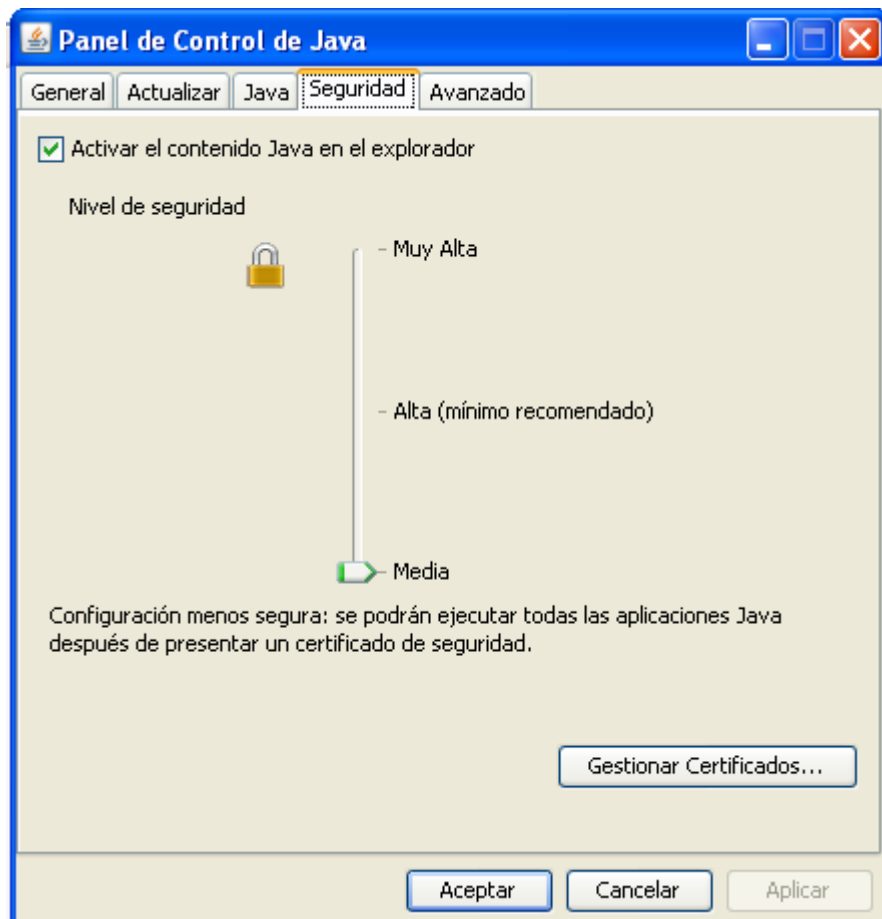 Panel de Control de Java
General Actualizar Java Seguridad Avanzado
Activar el contenido Java en el explorador
Nivel de seguridad
- Muy Alta
- Alta (mínimo recomendado)
- Media
Configuración menos segura: se podrán ejecutar todas las aplicaciones Java
después de presentar un certificado de seguridad.
Gestionar Certificados...
Aceptar Cancelar Aplicar